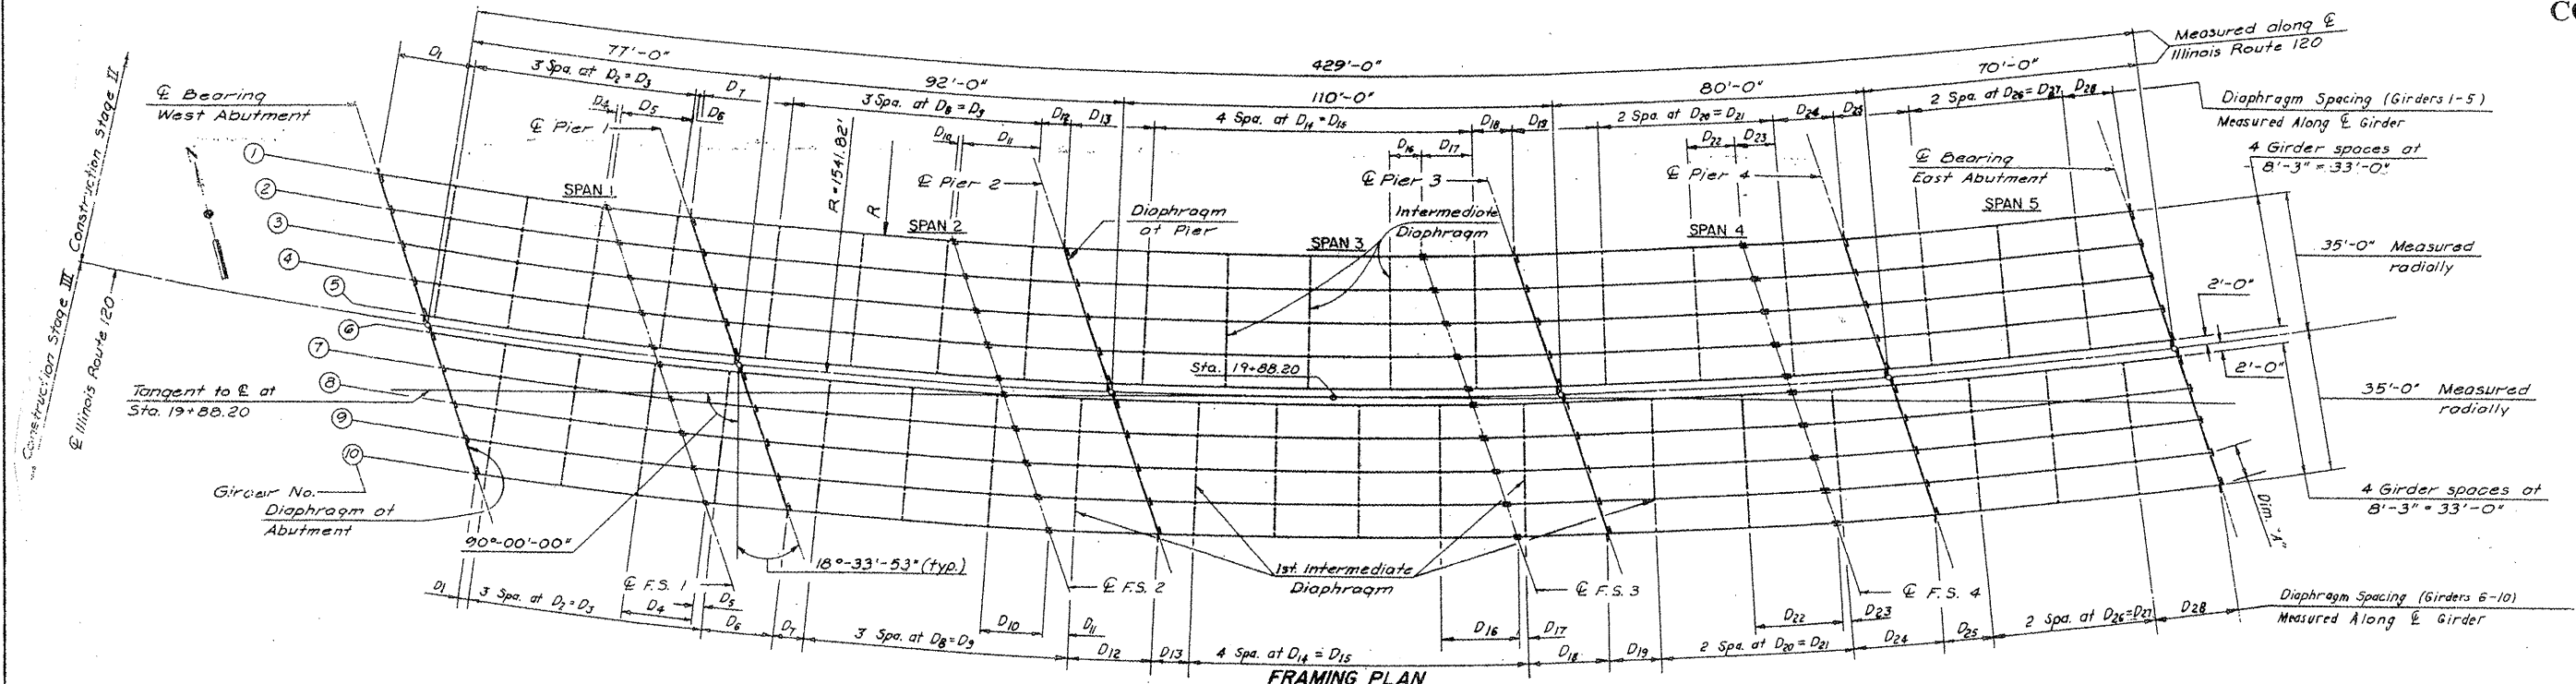 CO
Measured along ℄
Illinois Route 120
429'-0"
77'-0"
92'-0"
110'-0"
80'-0"
70'-0"
D1
3 Spa. at D2 = D3
D4
D5
D6
D7
3 Spa. at D8 = D9
D10
D11
D12
D13
4 Spa. at D14 = D15
D16
D17
D18
D19
2 Spa. at D20 = D21
D22
D23
D24
D25
2 Spa. at D26 = D27
D28
Diaphragm Spacing (Girders 1-5)
Measured Along ℄ Girder
4 Girder spaces at
8'-3" = 33'-0"
Construction Stage II
Construction Stage III
℄ Illinois Route 120
℄ Bearing
West Abutment
℄ Pier 1
℄ Pier 2
℄ Pier 3
℄ Pier 4
℄ Bearing
East Abutment
R = 1541.82'
R
SPAN 1
SPAN 2
SPAN 3
SPAN 4
SPAN 5
Diaphragm
at Pier
Intermediate
Diaphragm
35'-0" Measured
radially
2'-0"
2'-0"
35'-0" Measured
radially
1
2
3
4
5
6
7
8
9
10
Sta. 19+88.20
Tangent to ℄ at
Sta. 19+88.20
Girder No.
Diaphragm at
Abutment
90°-00'-00"
18°-33'-53" (typ.)
℄ F.S. 1
℄ F.S. 2
℄ F.S. 3
℄ F.S. 4
1st. Intermediate
Diaphragm
4 Girder spaces at
8'-3" = 33'-0"
Dim. "A"
D1
3 Spa. at D2 = D3
D4
D5
D6
D7
3 Spa. at D8 = D9
D10
D11
D12
D13
4 Spa. at D14 = D15
D16
D17
D18
D19
2 Spa. at D20 = D21
D22
D23
D24
D25
2 Spa. at D26 = D27
D28
Diaphragm Spacing (Girders 6-10)
Measured Along ℄ Girder
FRAMING PLAN